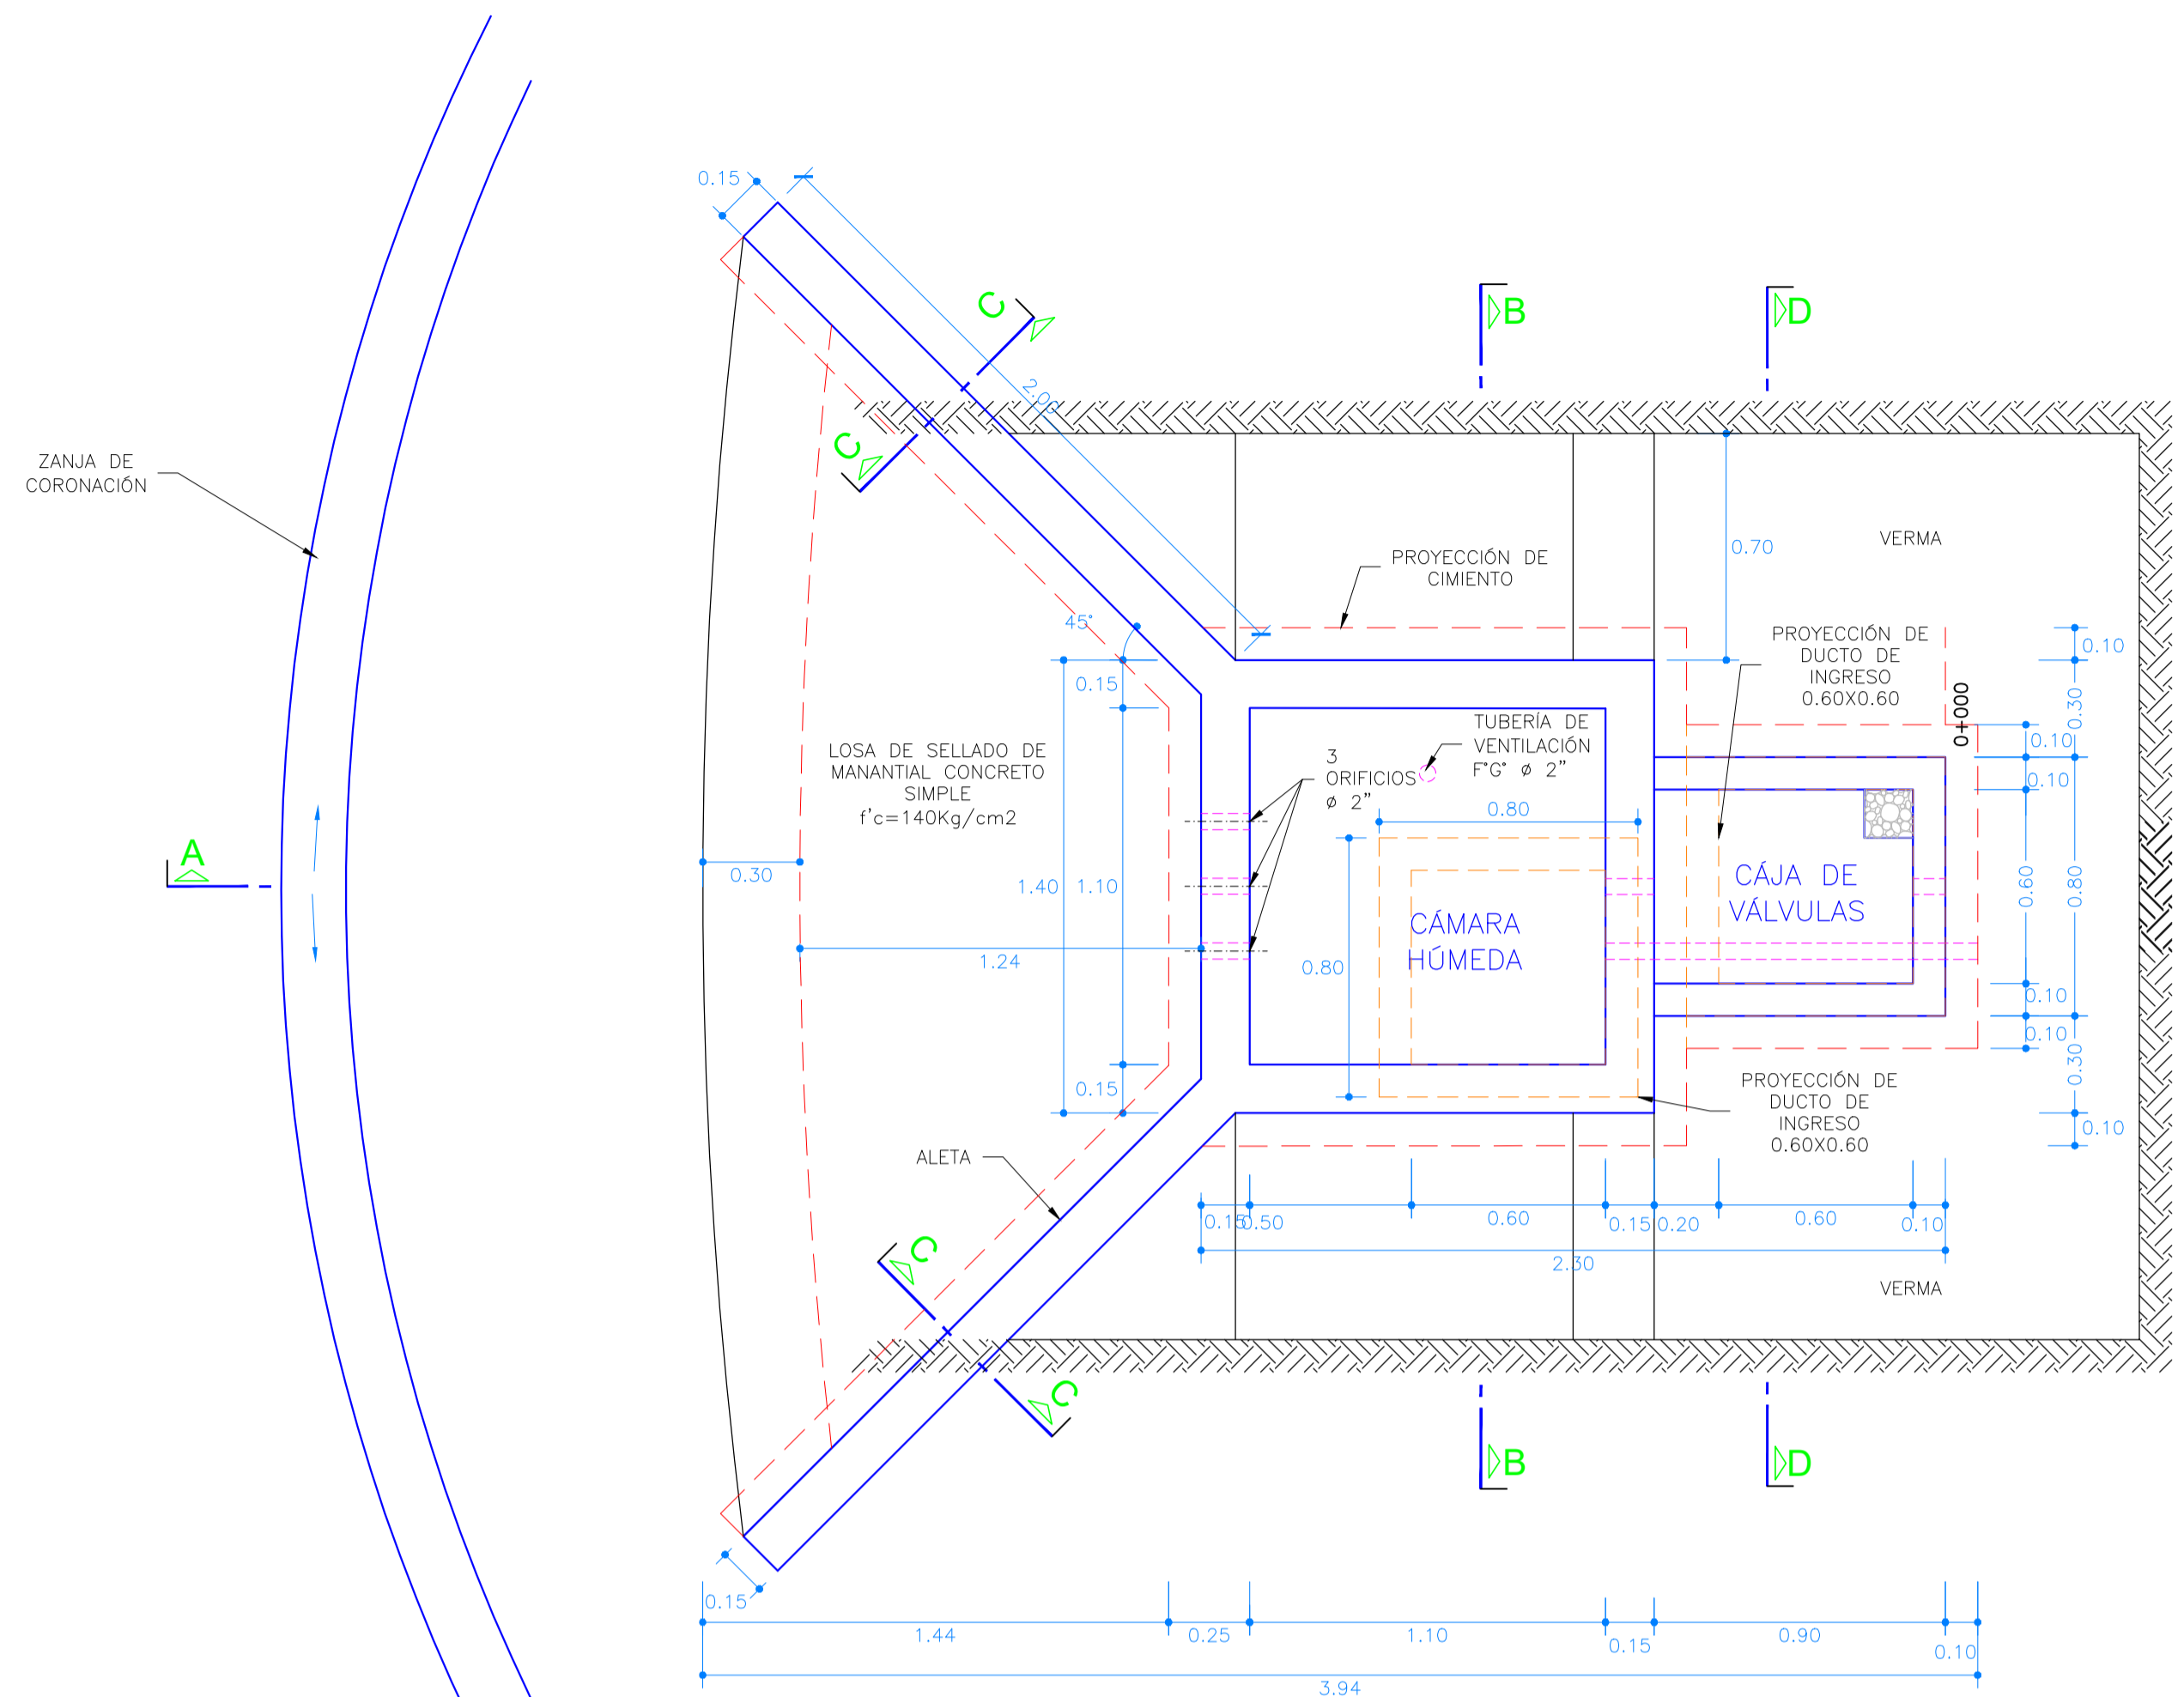 0.15
C
B
D
2.00
C
ZANJA DE
CORONACIÓN
VERMA
0.70
PROYECCIÓN DE
CIMIENTO
45°
PROYECCIÓN DE
DUCTO DE
INGRESO
0.60X0.60
0.10
0.15
0.30
0+000
TUBERÍA DE
VENTILACIÓN
F°G° ø 2"
0.10
LOSA DE SELLADO DE
MANANTIAL CONCRETO
SIMPLE
f'c=140Kg/cm2
3
ORIFICIOS
ø 2"
0.10
0.80
A
0.30
1.40
1.10
CÁJA DE
VÁLVULAS
0.60
0.80
CÁMARA
HÚMEDA
1.24
0.80
0.10
0.10
0.30
0.15
PROYECCIÓN DE
DUCTO DE
INGRESO
0.60X0.60
0.10
ALETA
0.15
0.50
0.60
0.15
0.20
0.60
0.10
2.30
C
VERMA
C
B
D
0.15
1.44
0.25
1.10
0.15
0.90
0.10
3.94